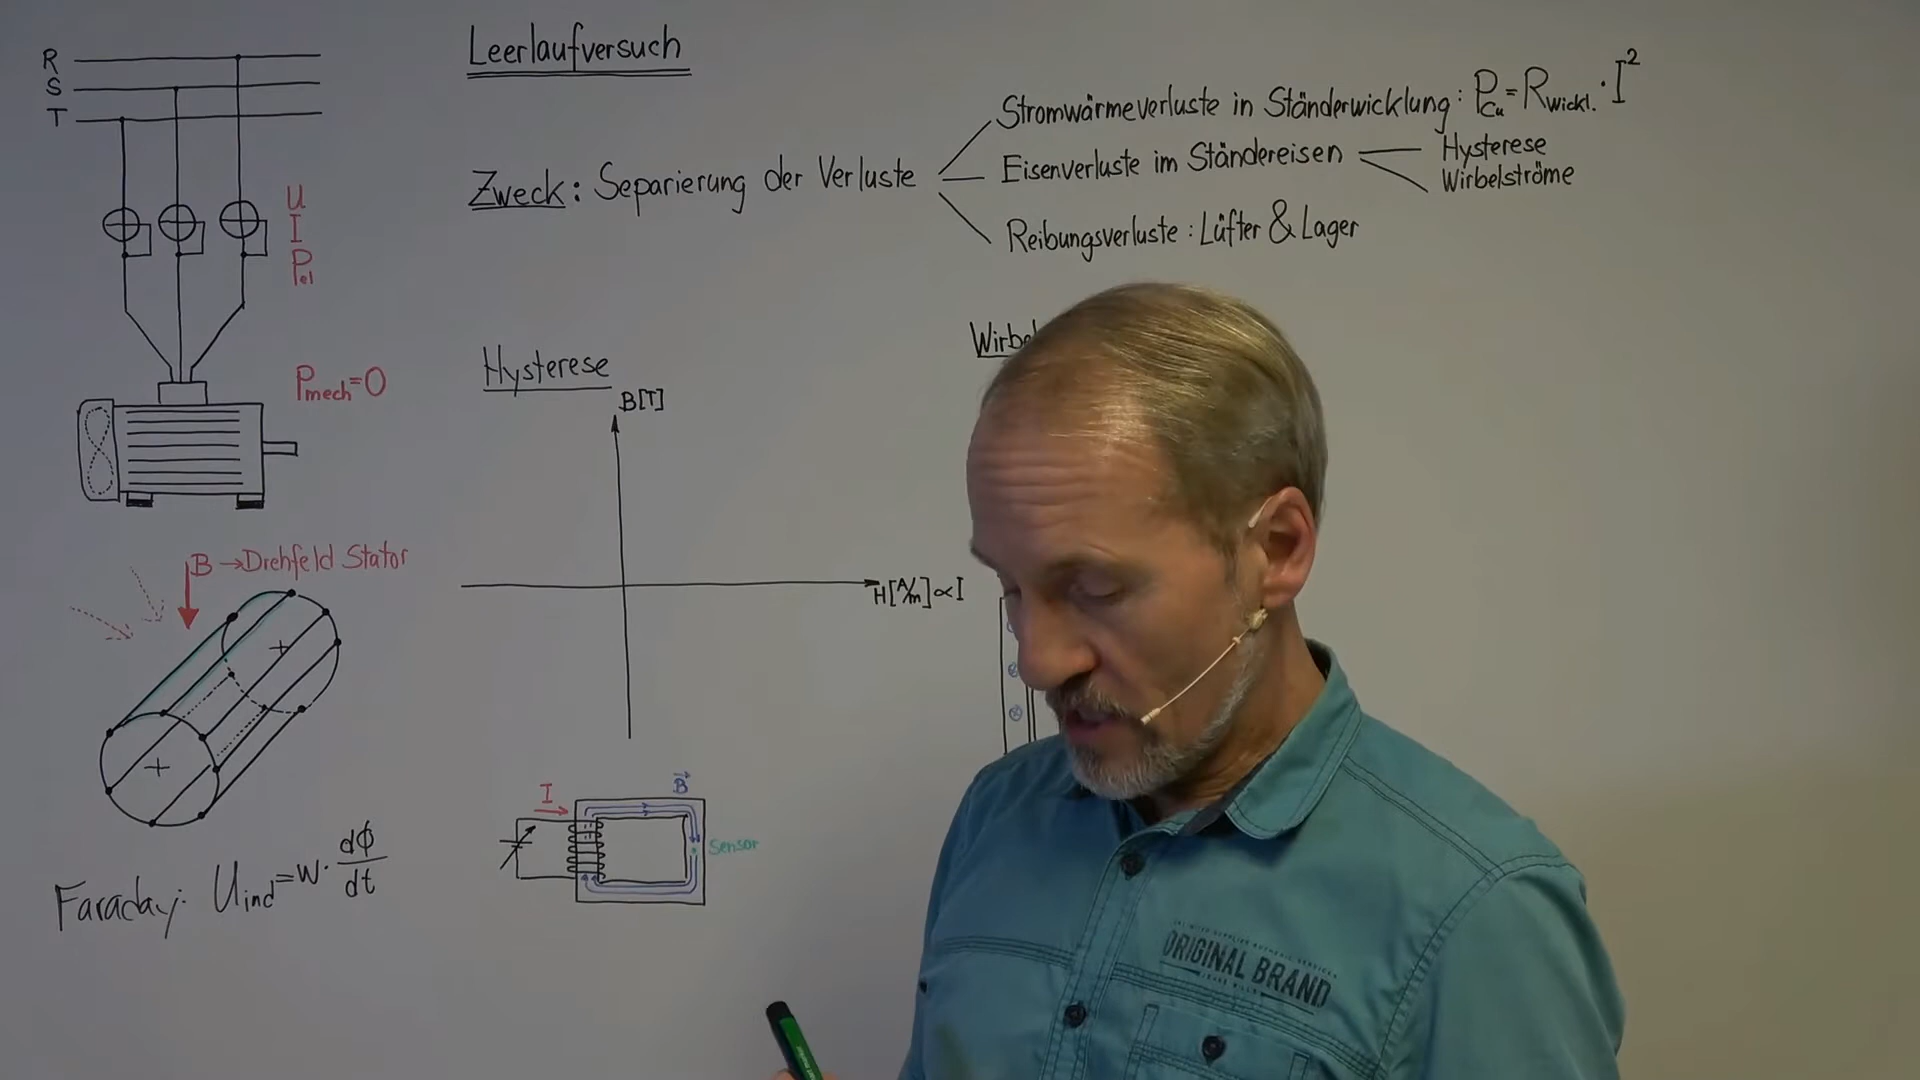 R
S
T
U
I
Pel
Pmech=0
B → Drehfeld Stator
Faraday: Uind = w · dϕ/dt
Leerlaufversuch
Zweck: Separierung der Verluste
Stromwärmeverluste in Ständerwicklung: PCu = RWickl. · I²
Eisenverluste im Ständereisen
Hysterese
Wirbelströme
Reibungsverluste: Lüfter & Lager
Hysterese
B[T]
H[A/m] ∝ I
I
B
Sensor
ORIGINAL BRAND